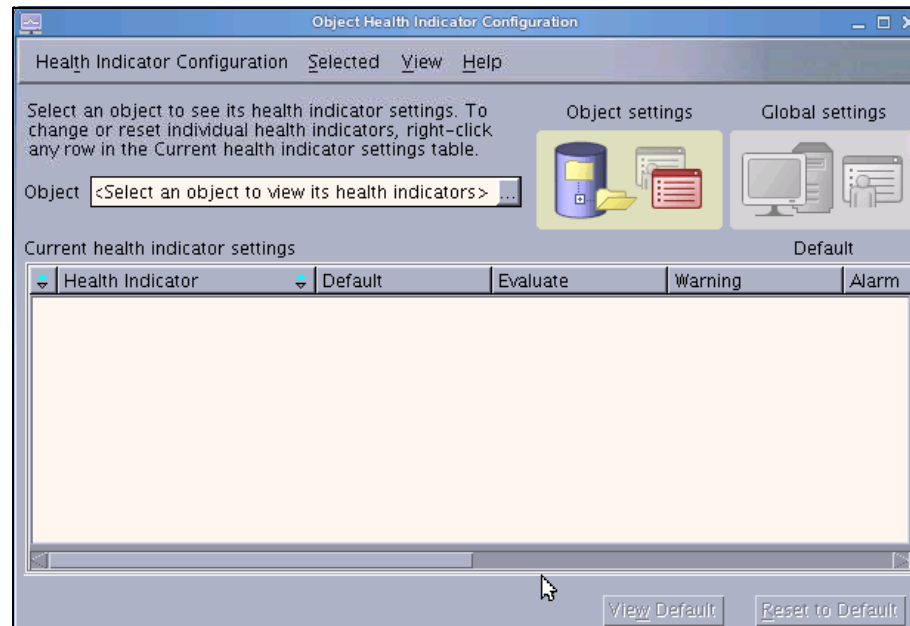 Object Health Indicator Configuration
Health Indicator Configuration Selected View Help
Select an object to see its health indicator settings. To
change or reset individual health indicators, right-click
any row in the Current health indicator settings table.
Object settings Global settings
Object <Select an object to view its health indicators> ...
Current health indicator settings Default
Health Indicator Default Evaluate Warning Alarm
View Default Reset to Default